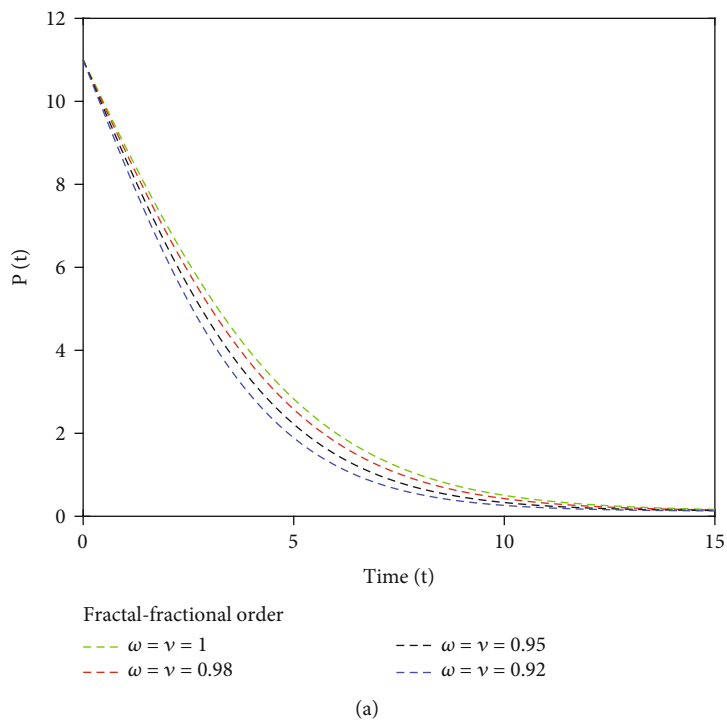 12
10
8
6
4
2
0
P (t)
0
5
10
15
Time (t)
Fractal-fractional order
ω = ν = 1
ω = ν = 0.95
ω = ν = 0.98
ω = ν = 0.92
(a)